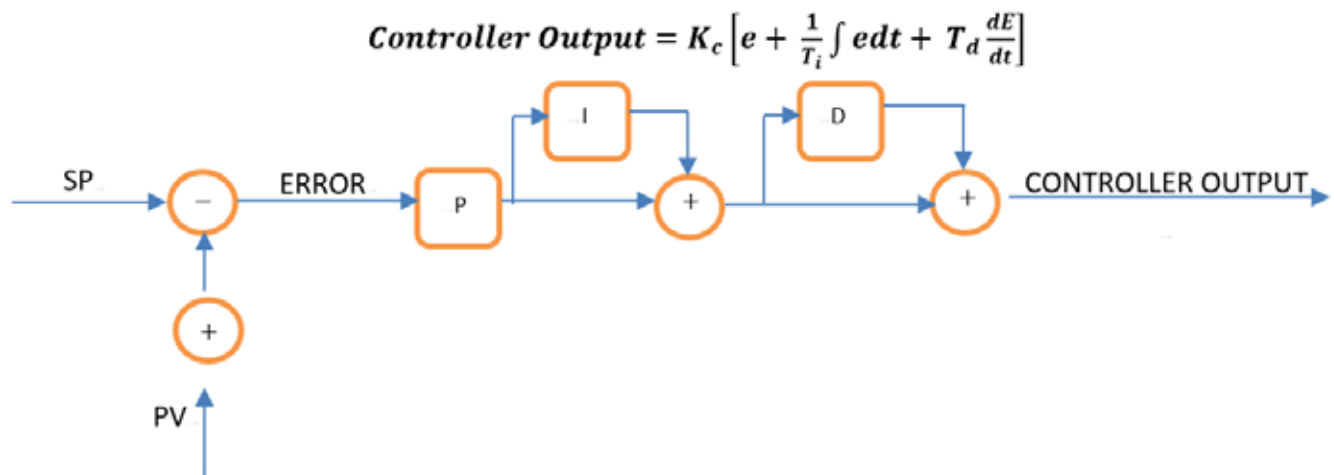 Controller Output = K_c [e + 1/T_i ∫ edt + T_d dE/dt]
I
D
SP
ERROR
−
P
+
+
CONTROLLER OUTPUT
+
PV